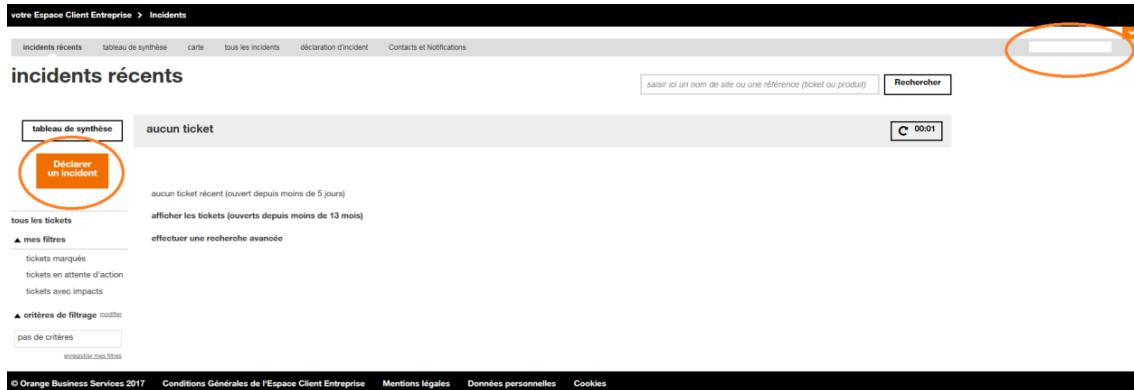 votre Espace Client Entreprise > Incidents
incidents récents tableau de synthèse carte tous les incidents déclaration d'incident Contacts et Notifications
incidents récents
saisir ici un nom de site ou une référence (ticket ou produit) Rechercher
tableau de synthèse
aucun ticket
00:01
Déclarer
un incident
aucun ticket récent (ouvert depuis moins de 5 jours)
afficher les tickets (ouverts depuis moins de 13 mois)
effectuer une recherche avancée
tous les tickets
mes filtres
tickets marqués
tickets en attente d'action
tickets avec impacts
critères de filtrage modifier
pas de critères
enregistrer mes filtres
© Orange Business Services 2017 Conditions Générales de l'Espace Client Entreprise Mentions légales Données personnelles Cookies